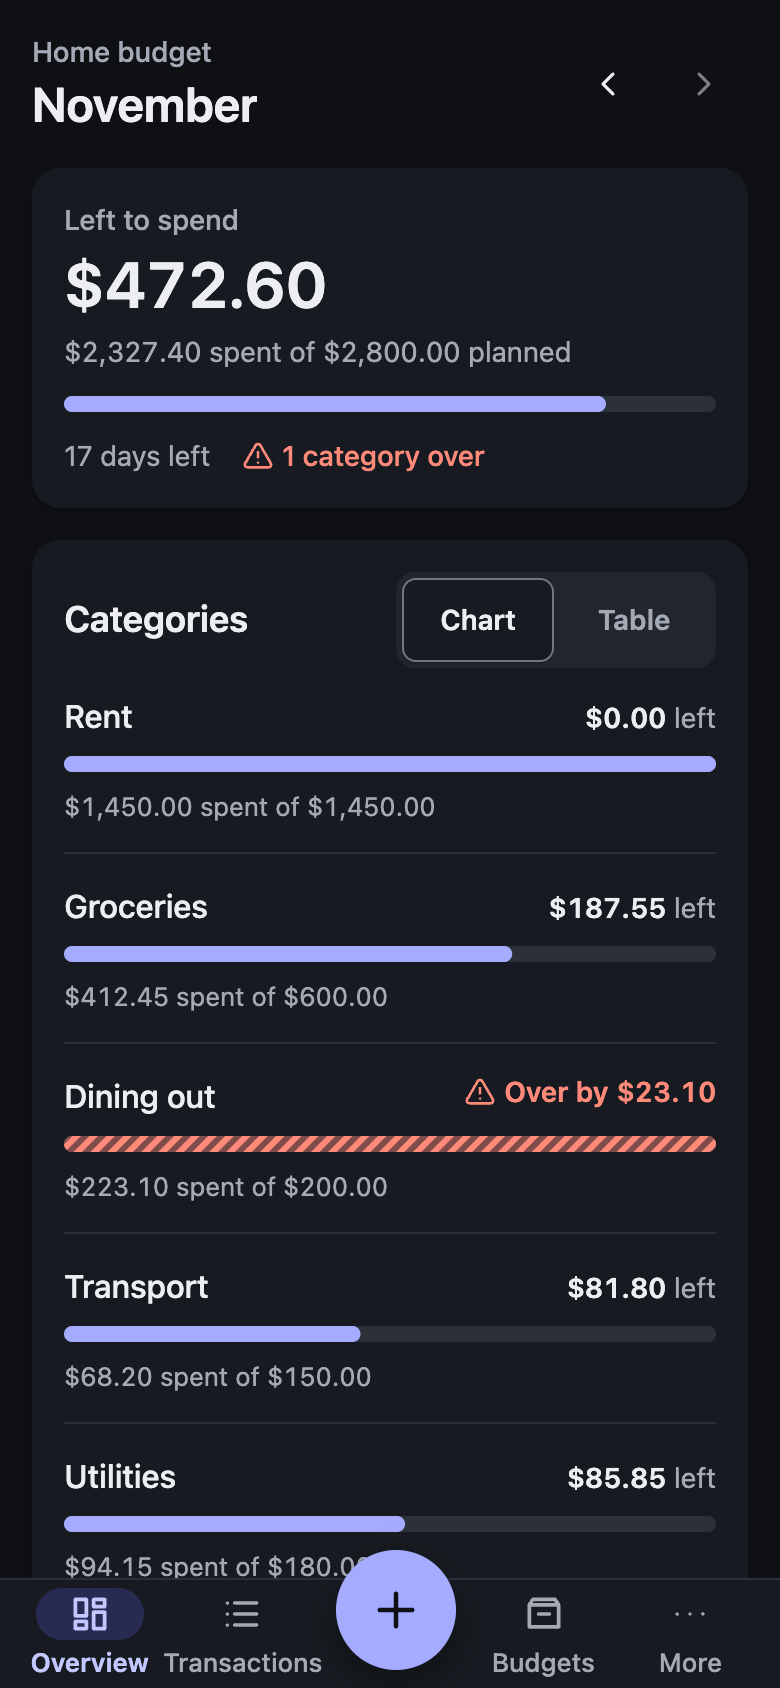 Home budget
November
Left to spend
$472.60
$2,327.40 spent of $2,800.00 planned
17 days left 1 category over
Categories Chart Table
Rent $0.00 left
$1,450.00 spent of $1,450.00
Groceries $187.55 left
$412.45 spent of $600.00
Dining out Over by $23.10
$223.10 spent of $200.00
Transport $81.80 left
$68.20 spent of $150.00
Utilities $85.85 left
$94.15 spent of $180.00
Overview Transactions Budgets More